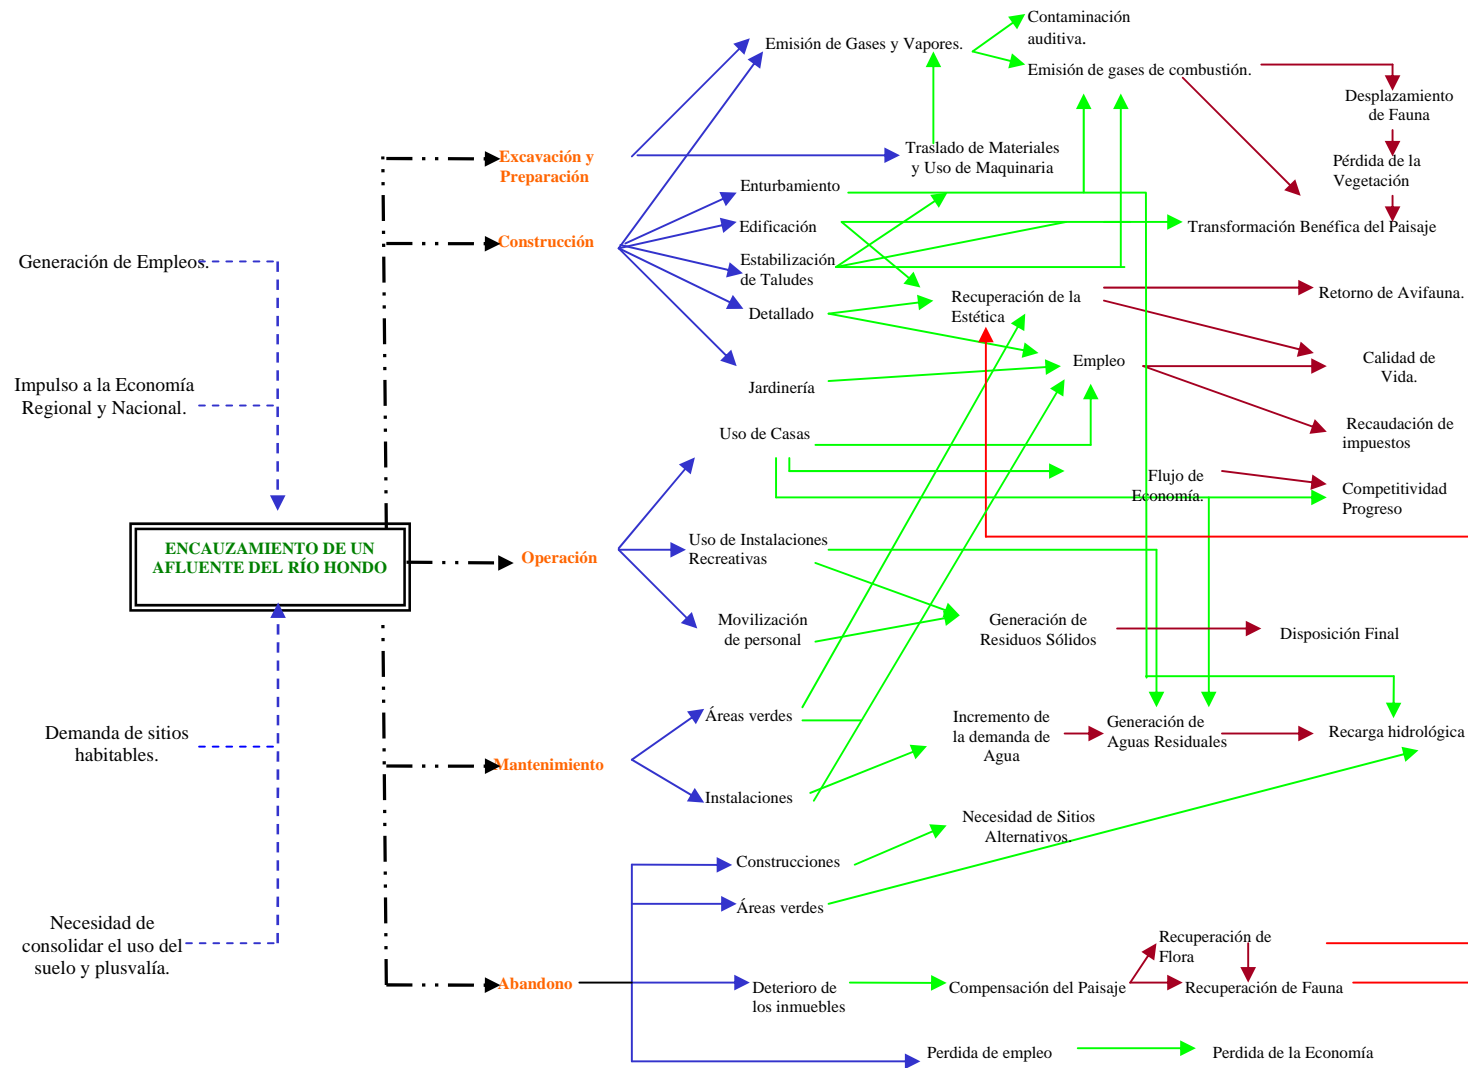 Contaminación
auditiva.
Emisión de Gases y Vapores.
Emisión de gases de combustión.
Desplazamiento
de Fauna
Excavación y
Preparación
Traslado de Materiales
y Uso de Maquinaria
Pérdida de la
Vegetación
Enturbamiento
Edificación
Transformación Benéfica del Paisaje
Construcción
Generación de Empleos.
Estabilización
de Taludes
Detallado
Recuperación de la
Estética
Retorno de Avifauna.
Impulso a la Economía
Regional y Nacional.
Jardinería
Empleo
Calidad de
Vida.
Uso de Casas
Recaudación de
impuestos
Flujo de
Economía.
Competitividad
Progreso
ENCAUZAMIENTO DE UN
AFLUENTE DEL RÍO HONDO
Operación
Uso de Instalaciones
Recreativas
Movilización
de personal
Generación de
Residuos Sólidos
Disposición Final
Demanda de sitios
habitables.
Mantenimiento
Áreas verdes
Incremento de
la demanda de
Agua
Generación de
Aguas Residuales
Recarga hidrológica
Instalaciones
Necesidad de Sitios
Alternativos.
Construcciones
Áreas verdes
Necesidad de
consolidar el uso del
suelo y plusvalía.
Recuperación de
Flora
Abandono
Deterioro de
los inmuebles
Compensación del Paisaje
Recuperación de Fauna
Perdida de empleo
Perdida de la Economía